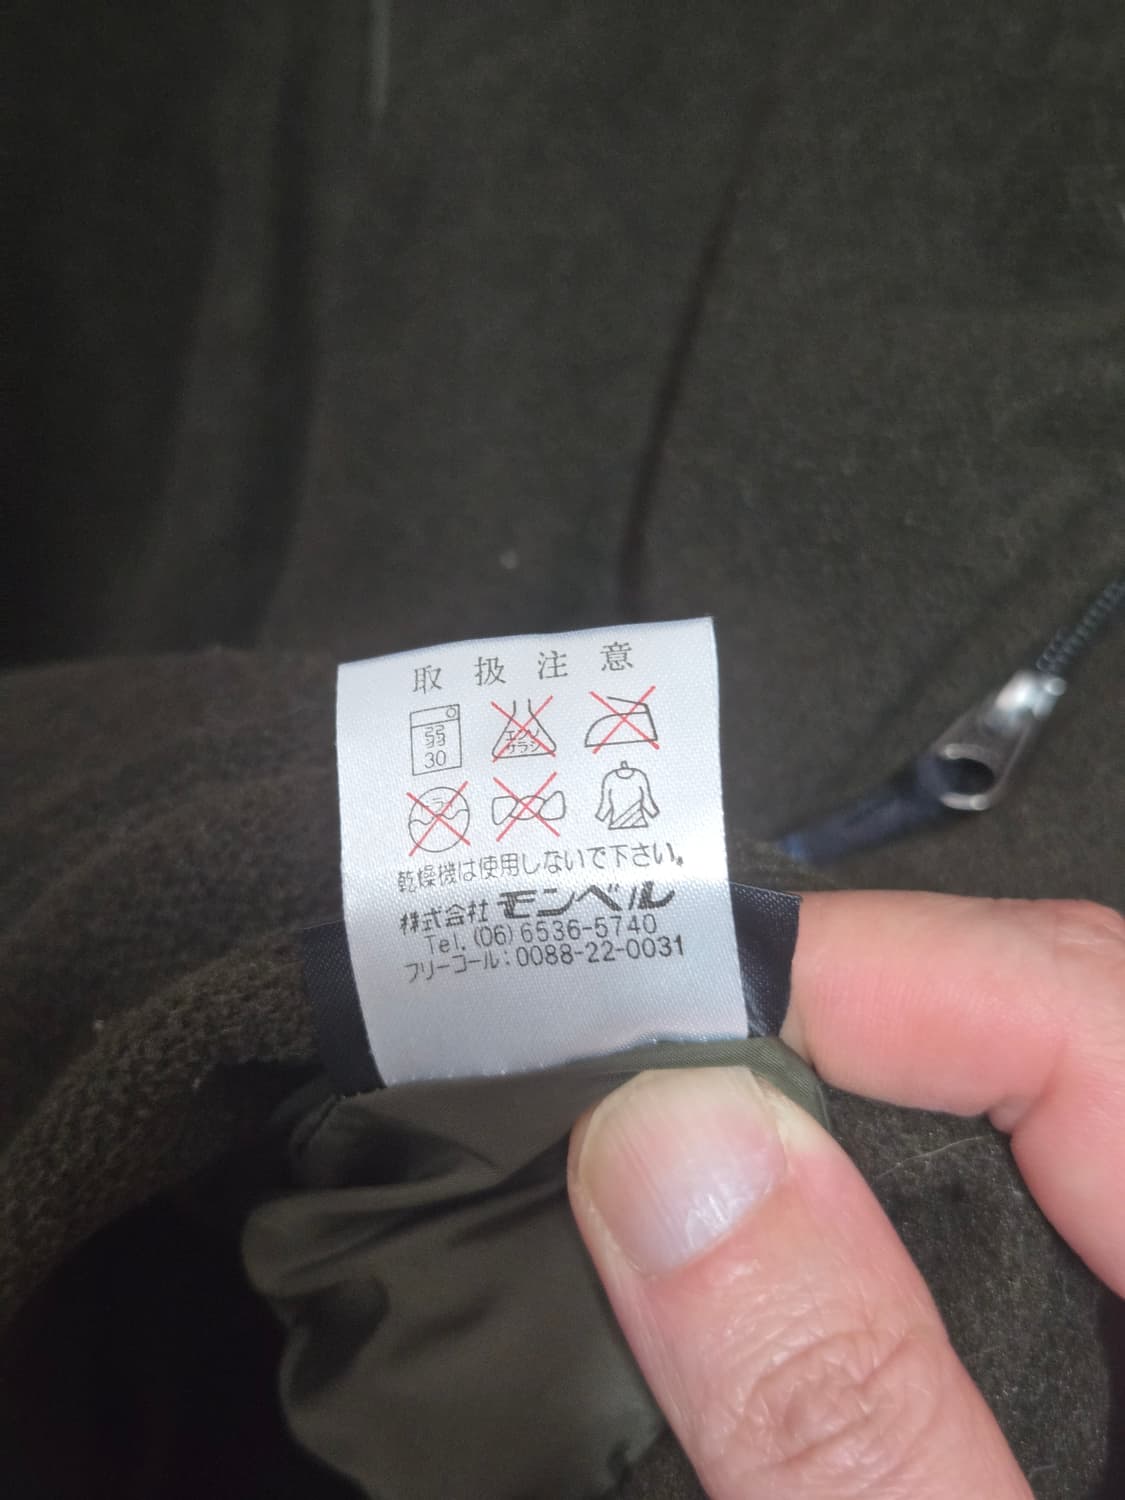 取扱注意
弱
30
エンソ
サラシ
ドライ
乾燥機は使用しないで下さい。
株式会社 モンベル
Tel. (06) 6536-5740
フリーコール:0088-22-0031